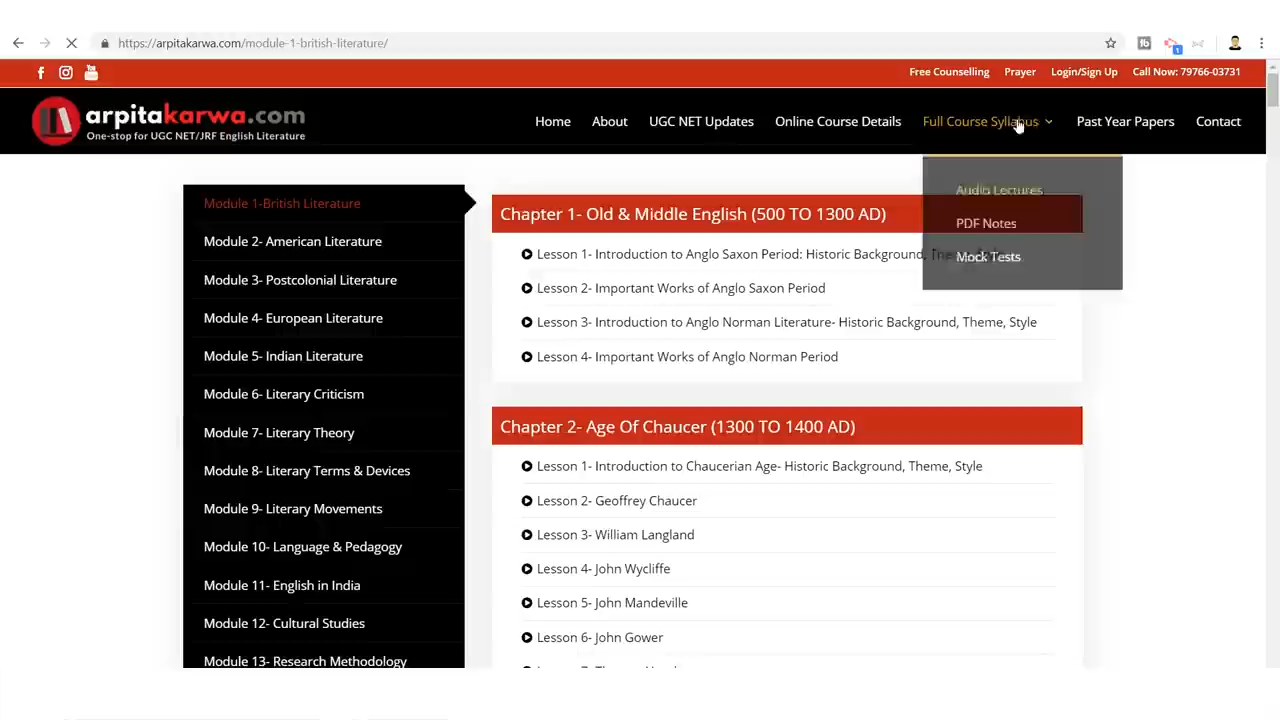 https://arpitakarwa.com/module-1-british-literature/
Free Counselling Prayer Login/Sign Up Call Now: 79766-03731
arpitakarwa.com
One-stop for UGC NET/JRF English Literature
Home About UGC NET Updates Online Course Details Full Course Syllabus Past Year Papers Contact
Audio Lectures
PDF Notes
Mock Tests
Module 1-British Literature
Module 2- American Literature
Module 3- Postcolonial Literature
Module 4- European Literature
Module 5- Indian Literature
Module 6- Literary Criticism
Module 7- Literary Theory
Module 8- Literary Terms & Devices
Module 9- Literary Movements
Module 10- Language & Pedagogy
Module 11- English in India
Module 12- Cultural Studies
Module 13- Research Methodology
Chapter 1- Old & Middle English (500 TO 1300 AD)
Lesson 1- Introduction to Anglo Saxon Period: Historic Background,
Lesson 2- Important Works of Anglo Saxon Period
Lesson 3- Introduction to Anglo Norman Literature- Historic Background, Theme, Style
Lesson 4- Important Works of Anglo Norman Period
Chapter 2- Age Of Chaucer (1300 TO 1400 AD)
Lesson 1- Introduction to Chaucerian Age- Historic Background, Theme, Style
Lesson 2- Geoffrey Chaucer
Lesson 3- William Langland
Lesson 4- John Wycliffe
Lesson 5- John Mandeville
Lesson 6- John Gower